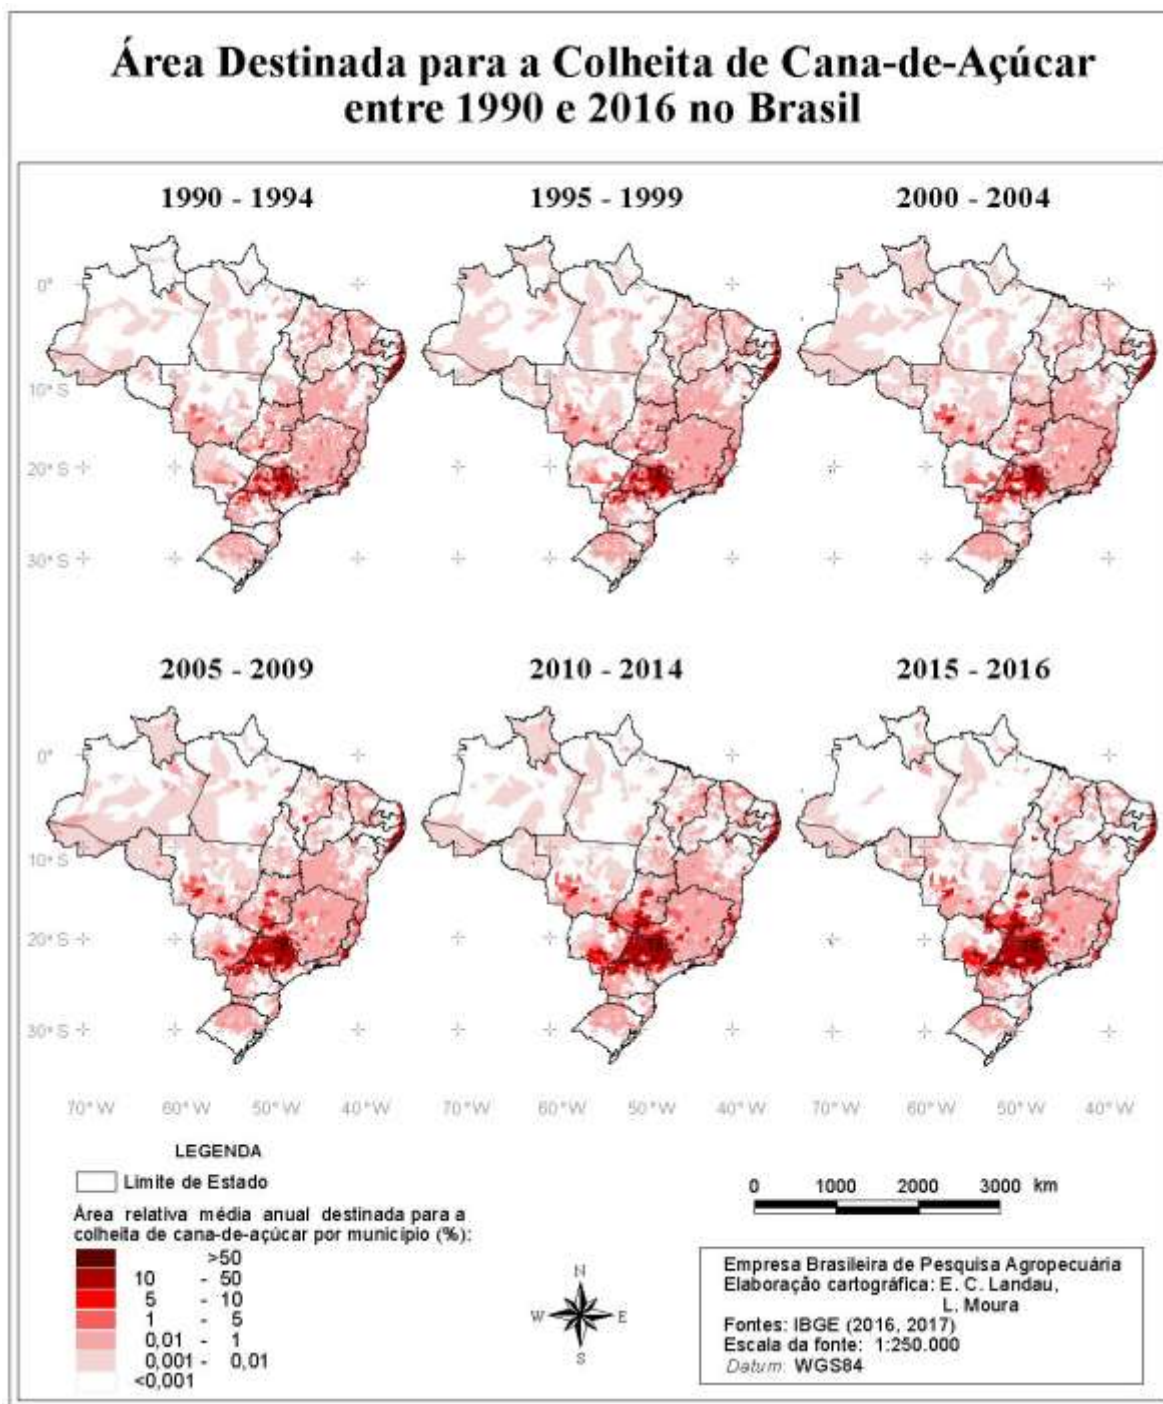 Área Destinada para a Colheita de Cana-de-Açúcar
entre 1990 e 2016 no Brasil
1990 - 1994
1995 - 1999
2000 - 2004
0°
10° S
20° S
30° S
2005 - 2009
2010 - 2014
2015 - 2016
0°
10° S
20° S
30° S
70° W 60° W 50° W 40° W 70° W 60° W 50° W 40° W 70° W 60° W 50° W 40° W
LEGENDA
Limite de Estado
Área relativa média anual destinada para a
colheita de cana-de-açúcar por município (%):
>50
10 - 50
5 - 10
1 - 5
0,01 - 1
0,001 - 0,01
<0,001
N
W E
S
0 1000 2000 3000 km
Empresa Brasileira de Pesquisa Agropecuária
Elaboração cartográfica: E. C. Landau,
L. Moura
Fontes: IBGE (2016, 2017)
Escala da fonte: 1:250.000
Datum: WGS84